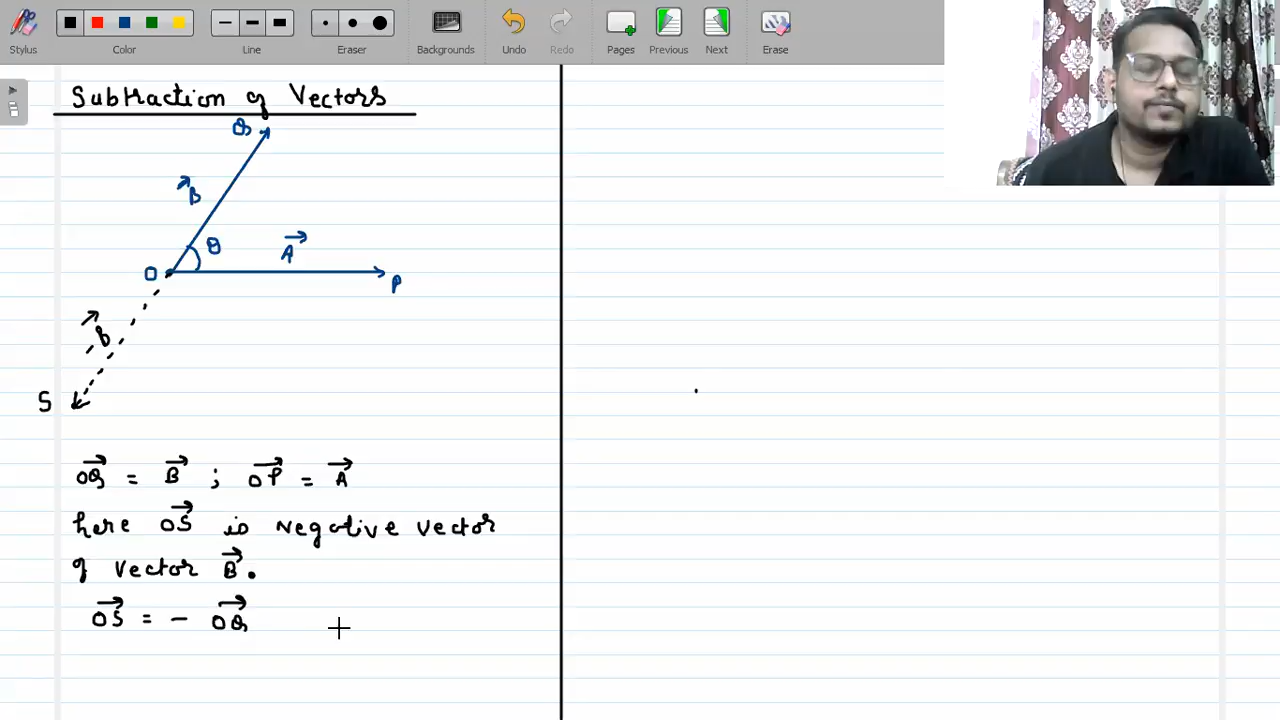 Stylus Color Line Eraser Backgrounds Undo Redo Pages Previous Next Erase
Subtraction of Vectors
Q
→B
θ
→A
O
P
-→B
S
→OQ = →B ; →OP = →A
here →OS is negative vector
of vector →B.
→OS = - →OQ